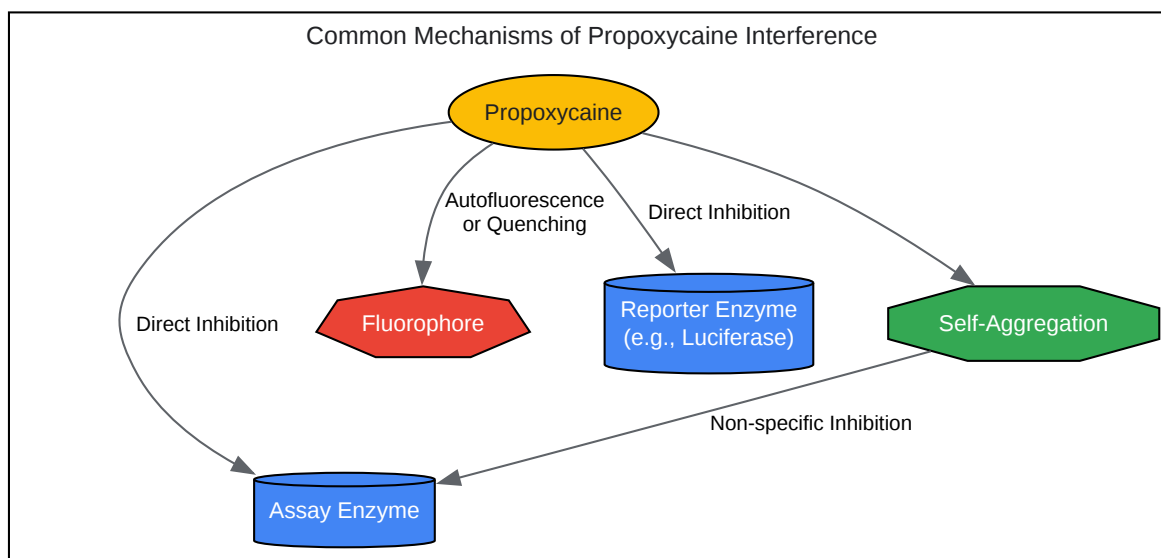 Common Mechanisms of Propoxycaine Interference
Propoxycaine
Autofluorescence
or Quenching
Direct Inhibition
Direct Inhibition
Fluorophore
Reporter Enzyme
(e.g., Luciferase)
Self-Aggregation
Non-specific Inhibition
Assay Enzyme